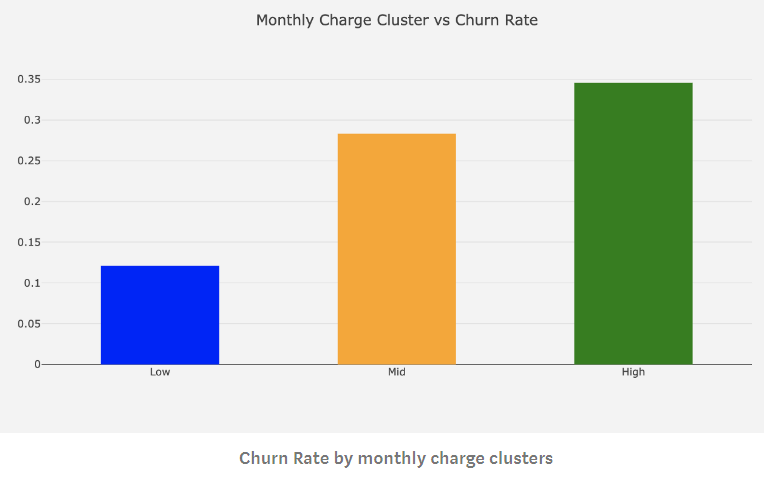 Monthly Charge Cluster vs Churn Rate
0.35
0.3
0.25
0.2
0.15
0.1
0.05
0
Low Mid High
Churn Rate by monthly charge clusters